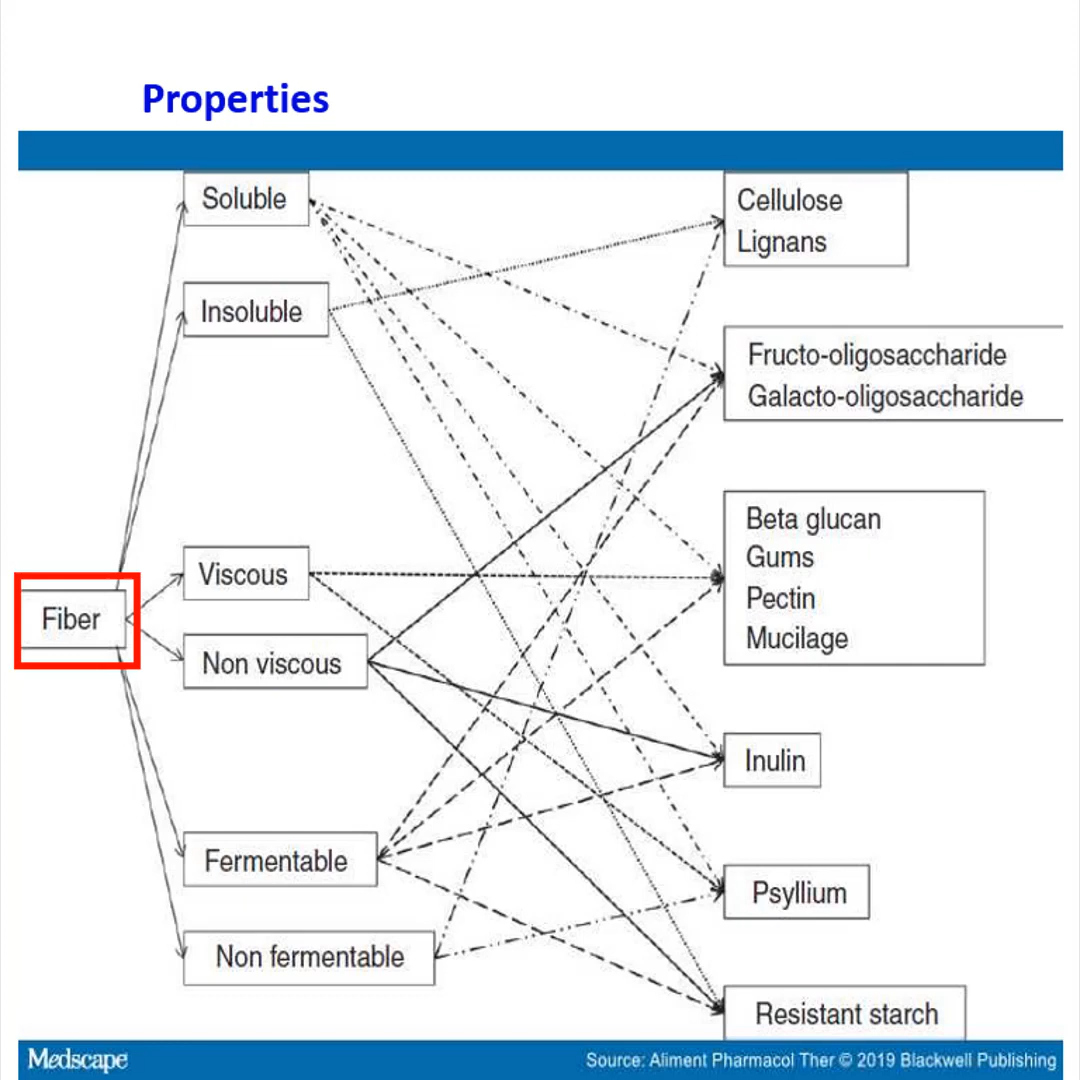 Properties
Soluble
Insoluble
Viscous
Fiber
Non viscous
Fermentable
Non fermentable
Cellulose
Lignans
Fructo-oligosaccharide
Galacto-oligosaccharide
Beta glucan
Gums
Pectin
Mucilage
Inulin
Psyllium
Resistant starch
Medscape
Source: Aliment Pharmacol Ther © 2019 Blackwell Publishing